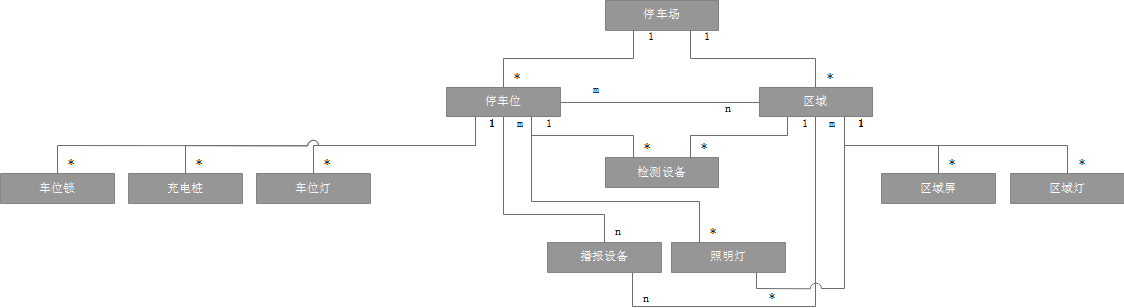 停车场
1 1
* *
停车位 m n 区域
1 m 1 1 m 1
* * * * * * *
车位锁 充电桩 车位灯 检测设备 区域屏 区域灯
n *
播报设备 照明灯
n *